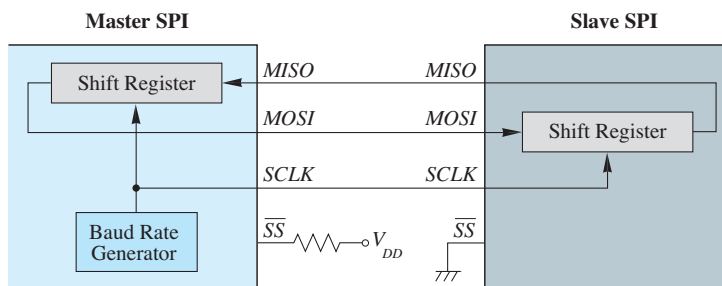 Master SPI
Slave SPI
Shift Register
MISO
MISO
MOSI
MOSI
Shift Register
SCLK
SCLK
Baud Rate
Generator
SS
VDD
SS